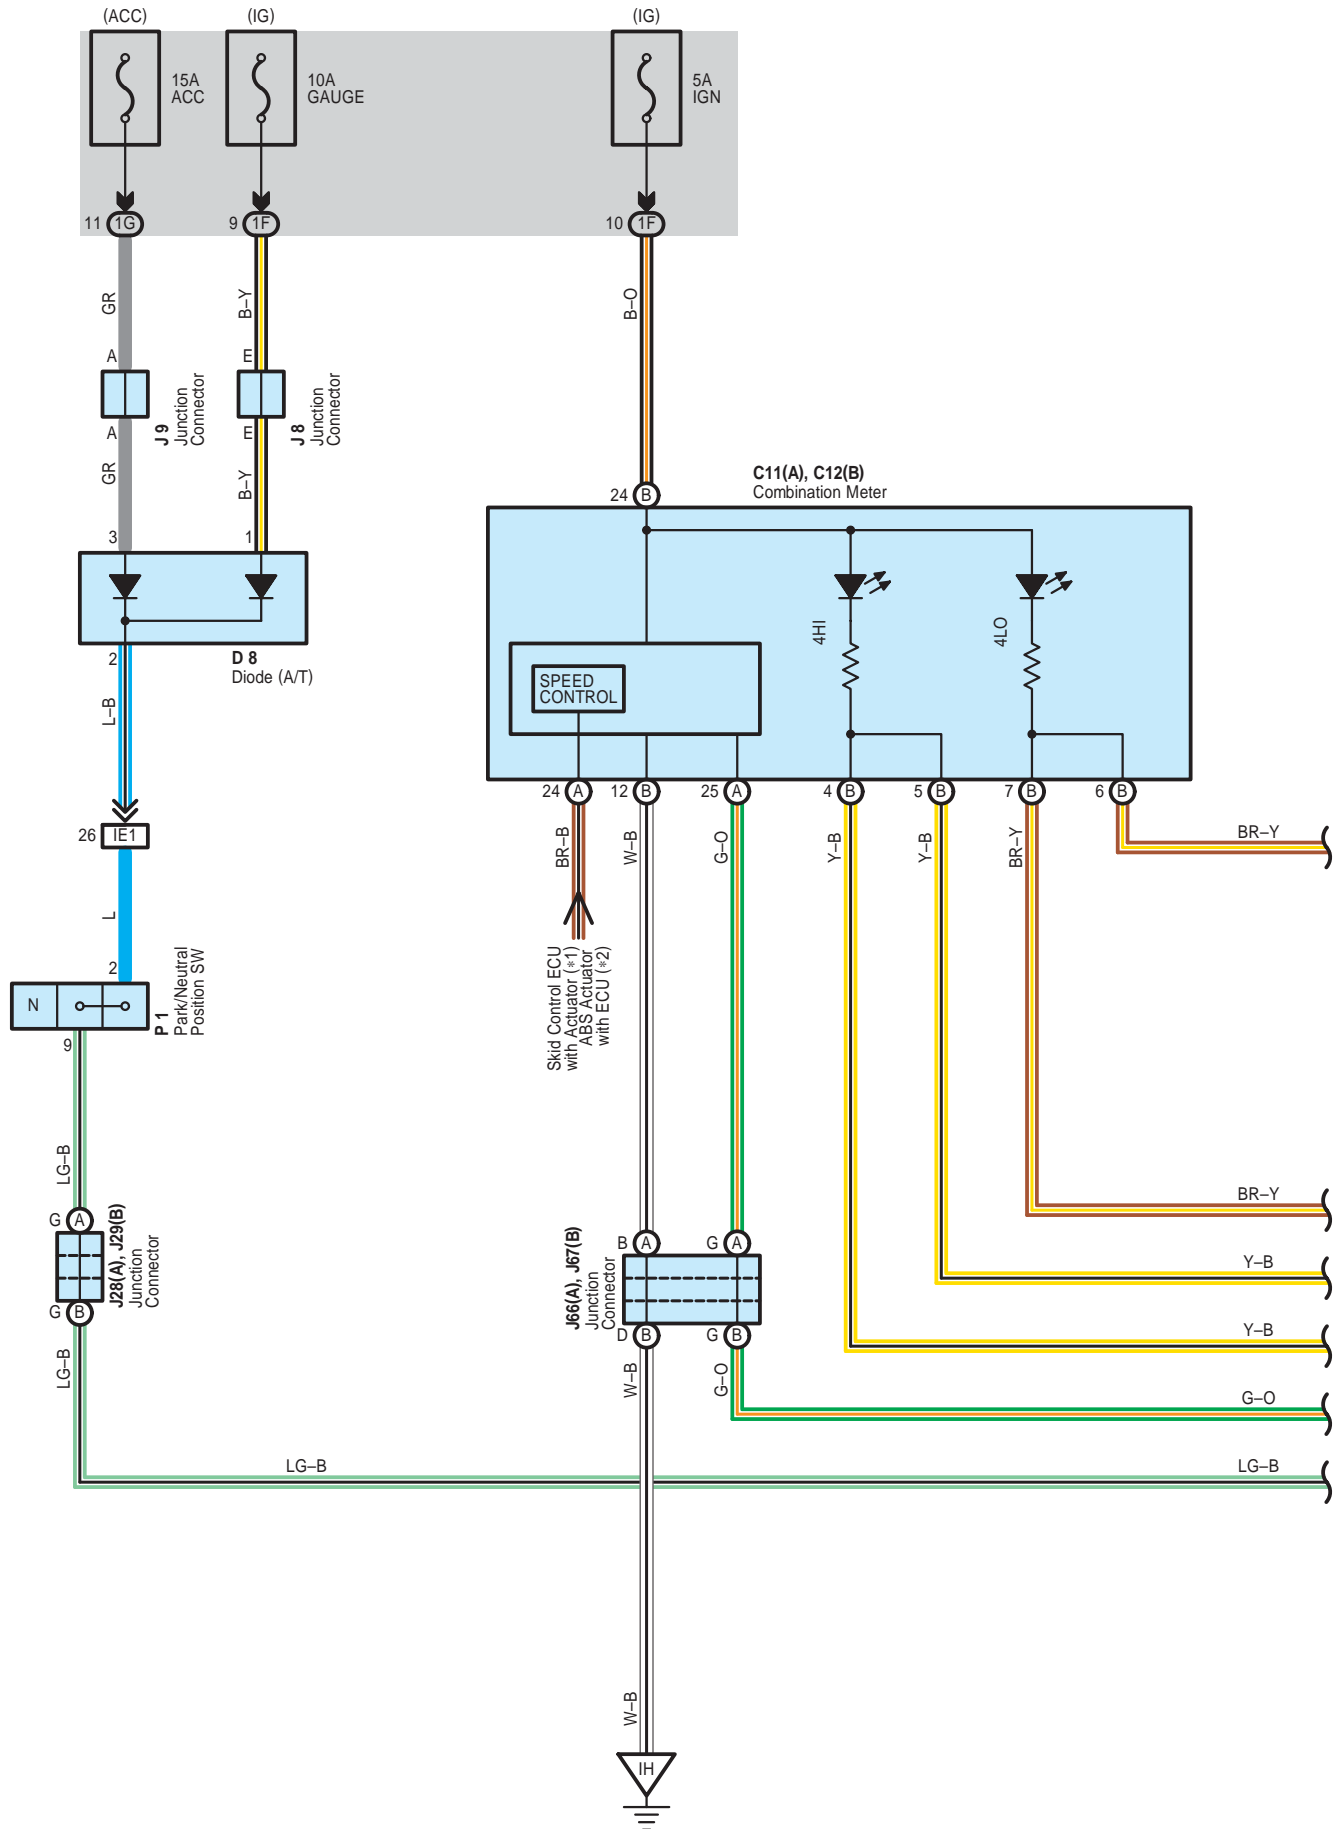 (ACC)
(IG)
(IG)
15A
ACC
10A
GAUGE
5A
IGN
11 1G
9 1F
10 1F
GR
B–Y
B–O
A
E
J 9
Junction
Connector
J 8
Junction
Connector
A
E
GR
B–Y
3
1
24 B
C11(A), C12(B)
Combination Meter
4HI
4LO
SPEED
CONTROL
2
D 8
Diode (A/T)
L–B
24 A
12 B
25 A
4 B
5 B
7 B
6 B
26 IE1
BR–B
W–B
G–O
Y–B
Y–B
BR–Y
BR–Y
L
2
N
P 1
Park/Neutral
Position SW
9
Skid Control ECU
with Actuator (∗1)
ABS Actuator
with ECU (∗2)
LG–B
BR–Y
G A
J28(A), J29(B)
Junction
Connector
G B
B A
G A
J66(A), J67(B)
Junction
Connector
D B
G B
Y–B
Y–B
LG–B
W–B
G–O
G–O
LG–B
LG–B
W–B
IH